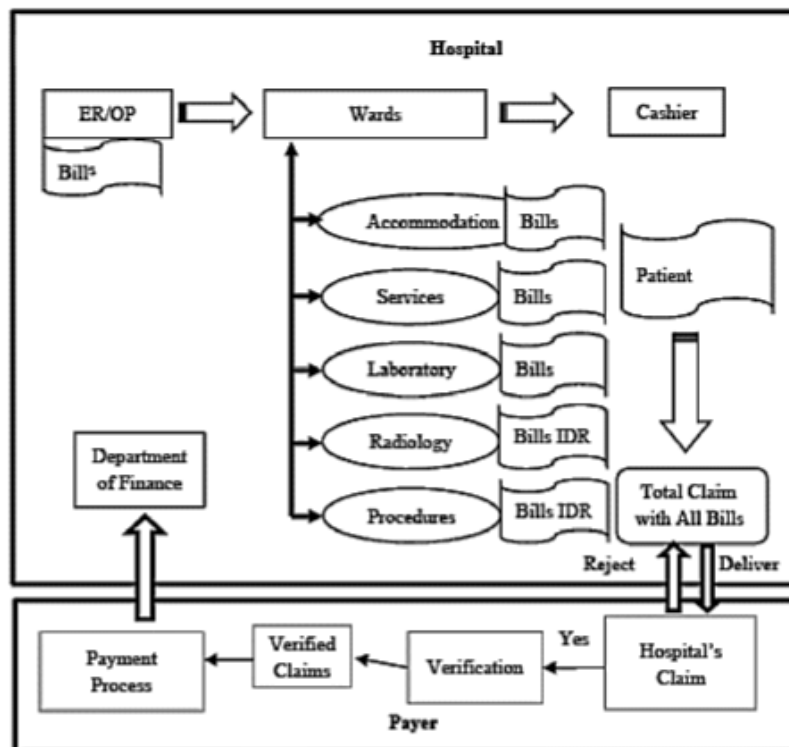 Hospital
ER/OP
Wards
Cashier
Bills
Accommodation
Bills
Patient
Services
Bills
Laboratory
Bills
Radiology
Bills IDR
Department
of Finance
Procedures
Bills IDR
Total Claim
with All Bills
Reject
Deliver
Payment
Process
Verified
Claims
Verification
Yes
Hospital's
Claim
Payer